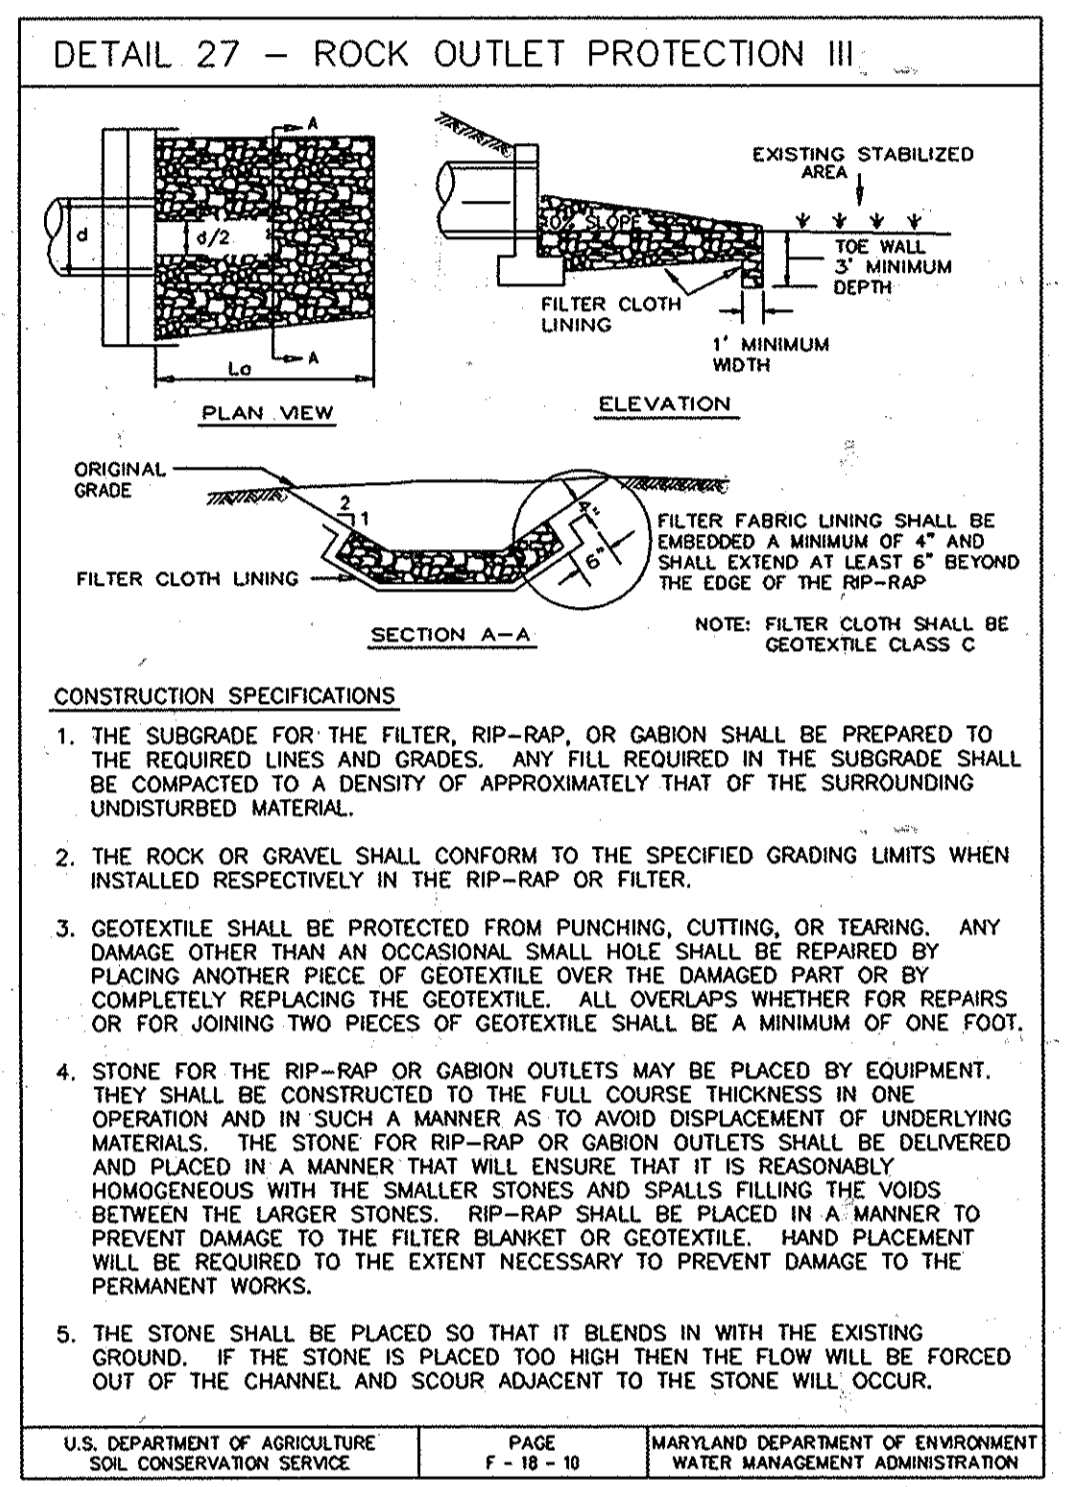 DETAIL 27 – ROCK OUTLET PROTECTION III
A
d
d/2
A
La
PLAN VIEW
EXISTING STABILIZED
AREA
0% SLOPE
TOE WALL
3' MINIMUM
DEPTH
FILTER CLOTH
LINING
1' MINIMUM
WIDTH
ELEVATION
ORIGINAL
GRADE
2
1
4"
6"
FILTER CLOTH LINING
SECTION A–A
FILTER FABRIC LINING SHALL BE
EMBEDDED A MINIMUM OF 4" AND
SHALL EXTEND AT LEAST 6" BEYOND
THE EDGE OF THE RIP–RAP
NOTE: FILTER CLOTH SHALL BE
GEOTEXTILE CLASS C
CONSTRUCTION SPECIFICATIONS
1. THE SUBGRADE FOR THE FILTER, RIP–RAP, OR GABION SHALL BE PREPARED TO
THE REQUIRED LINES AND GRADES. ANY FILL REQUIRED IN THE SUBGRADE SHALL
BE COMPACTED TO A DENSITY OF APPROXIMATELY THAT OF THE SURROUNDING
UNDISTURBED MATERIAL.
2. THE ROCK OR GRAVEL SHALL CONFORM TO THE SPECIFIED GRADING LIMITS WHEN
INSTALLED RESPECTIVELY IN THE RIP–RAP OR FILTER.
3. GEOTEXTILE SHALL BE PROTECTED FROM PUNCHING, CUTTING, OR TEARING. ANY
DAMAGE OTHER THAN AN OCCASIONAL SMALL HOLE SHALL BE REPAIRED BY
PLACING ANOTHER PIECE OF GEOTEXTILE OVER THE DAMAGED PART OR BY
COMPLETELY REPLACING THE GEOTEXTILE. ALL OVERLAPS WHETHER FOR REPAIRS
OR FOR JOINING TWO PIECES OF GEOTEXTILE SHALL BE A MINIMUM OF ONE FOOT.
4. STONE FOR THE RIP–RAP OR GABION OUTLETS MAY BE PLACED BY EQUIPMENT.
THEY SHALL BE CONSTRUCTED TO THE FULL COURSE THICKNESS IN ONE
OPERATION AND IN SUCH A MANNER AS TO AVOID DISPLACEMENT OF UNDERLYING
MATERIALS. THE STONE FOR RIP–RAP OR GABION OUTLETS SHALL BE DELIVERED
AND PLACED IN A MANNER THAT WILL ENSURE THAT IT IS REASONABLY
HOMOGENEOUS WITH THE SMALLER STONES AND SPALLS FILLING THE VOIDS
BETWEEN THE LARGER STONES. RIP–RAP SHALL BE PLACED IN A MANNER TO
PREVENT DAMAGE TO THE FILTER BLANKET OR GEOTEXTILE. HAND PLACEMENT
WILL BE REQUIRED TO THE EXTENT NECESSARY TO PREVENT DAMAGE TO THE
PERMANENT WORKS.
5. THE STONE SHALL BE PLACED SO THAT IT BLENDS IN WITH THE EXISTING
GROUND. IF THE STONE IS PLACED TOO HIGH THEN THE FLOW WILL BE FORCED
OUT OF THE CHANNEL AND SCOUR ADJACENT TO THE STONE WILL OCCUR.
U.S. DEPARTMENT OF AGRICULTURE
SOIL CONSERVATION SERVICE
PAGE
F – 18 – 10
MARYLAND DEPARTMENT OF ENVIRONMENT
WATER MANAGEMENT ADMINISTRATION